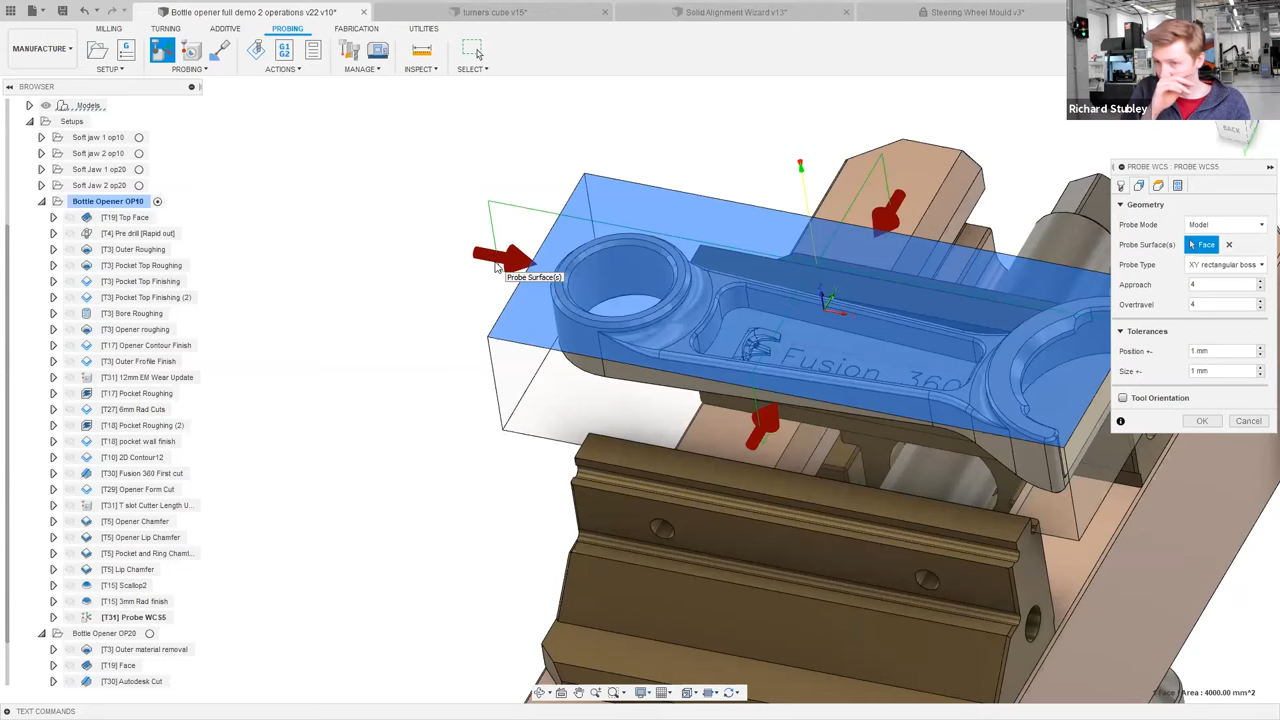 Bottle opener full demo 2 operations v22 v10*
turners cube v15*
Solid Alignment Wizard v13*
Steering Wheel Mould v3*
MILLING TURNING ADDITIVE PROBING FABRICATION UTILITIES
MANUFACTURE
G1
G2
SETUP PROBING ACTIONS MANAGE INSPECT SELECT
Richard Stubley
BROWSER
Models
Setups
Soft jaw 1 op10
Soft jaw 2 op10
Soft Jaw 1 op20
Soft Jaw 2 op20
Bottle Opener OP10
[T19] Top Face
[T4] Pre drill [Rapid out]
[T3] Outer Roughing
[T3] Pocket Top Roughing
[T3] Pocket Top Finishing
[T3] Pocket Top Finishing (2)
[T3] Bore Roughing
[T3] Opener roughing
[T17] Opener Contour Finish
[T3] Outer Frofile Finish
[T31] 12mm EM Wear Update
[T17] Pocket Roughing
[T27] 6mm Rad Cuts
[T18] Pocket Roughing (2)
[T18] pocket wall finish
[T10] 2D Contour12
[T30] Fusion 360 First cut
[T29] Opener Form Cut
[T31] T slot Cutter Length U...
[T5] Opener Chamfer
[T5] Opener Lip Chamfer
[T5] Pocket and Ring Chamf...
[T5] Lip Chamfer
[T15] Scallop2
[T15] 3mm Rad finish
[T31] Probe WCS5
Bottle Opener OP20
[T3] Outer material removal
[T19] Face
[T30] Autodesk Cut
Probe Surface(s)
Fusion 360
Z
BACK
PROBE WCS : PROBE WCS5
Geometry
Probe Mode Model
Probe Surface(s) Face
Probe Type XY rectangular boss
Approach 4
Overtravel 4
Tolerances
Position +- 1 mm
Size +- 1 mm
Tool Orientation
OK Cancel
1 Face | Area : 4000.00 mm^2
TEXT COMMANDS